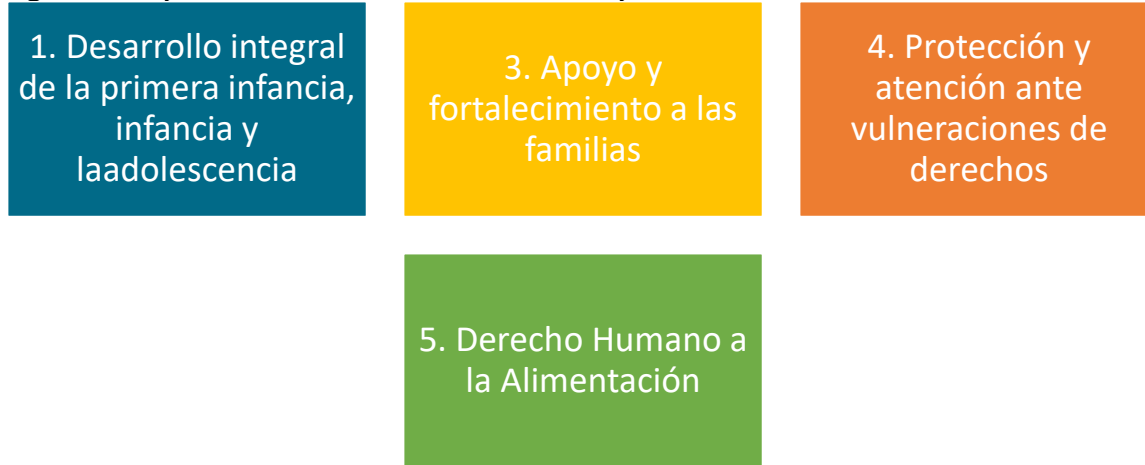 1. Desarrollo integral
de la primera infancia,
infancia y
laadolescencia
3. Apoyo y
fortalecimiento a las
familias
4. Protección y
atención ante
vulneraciones de
derechos
5. Derecho Humano a
la Alimentación